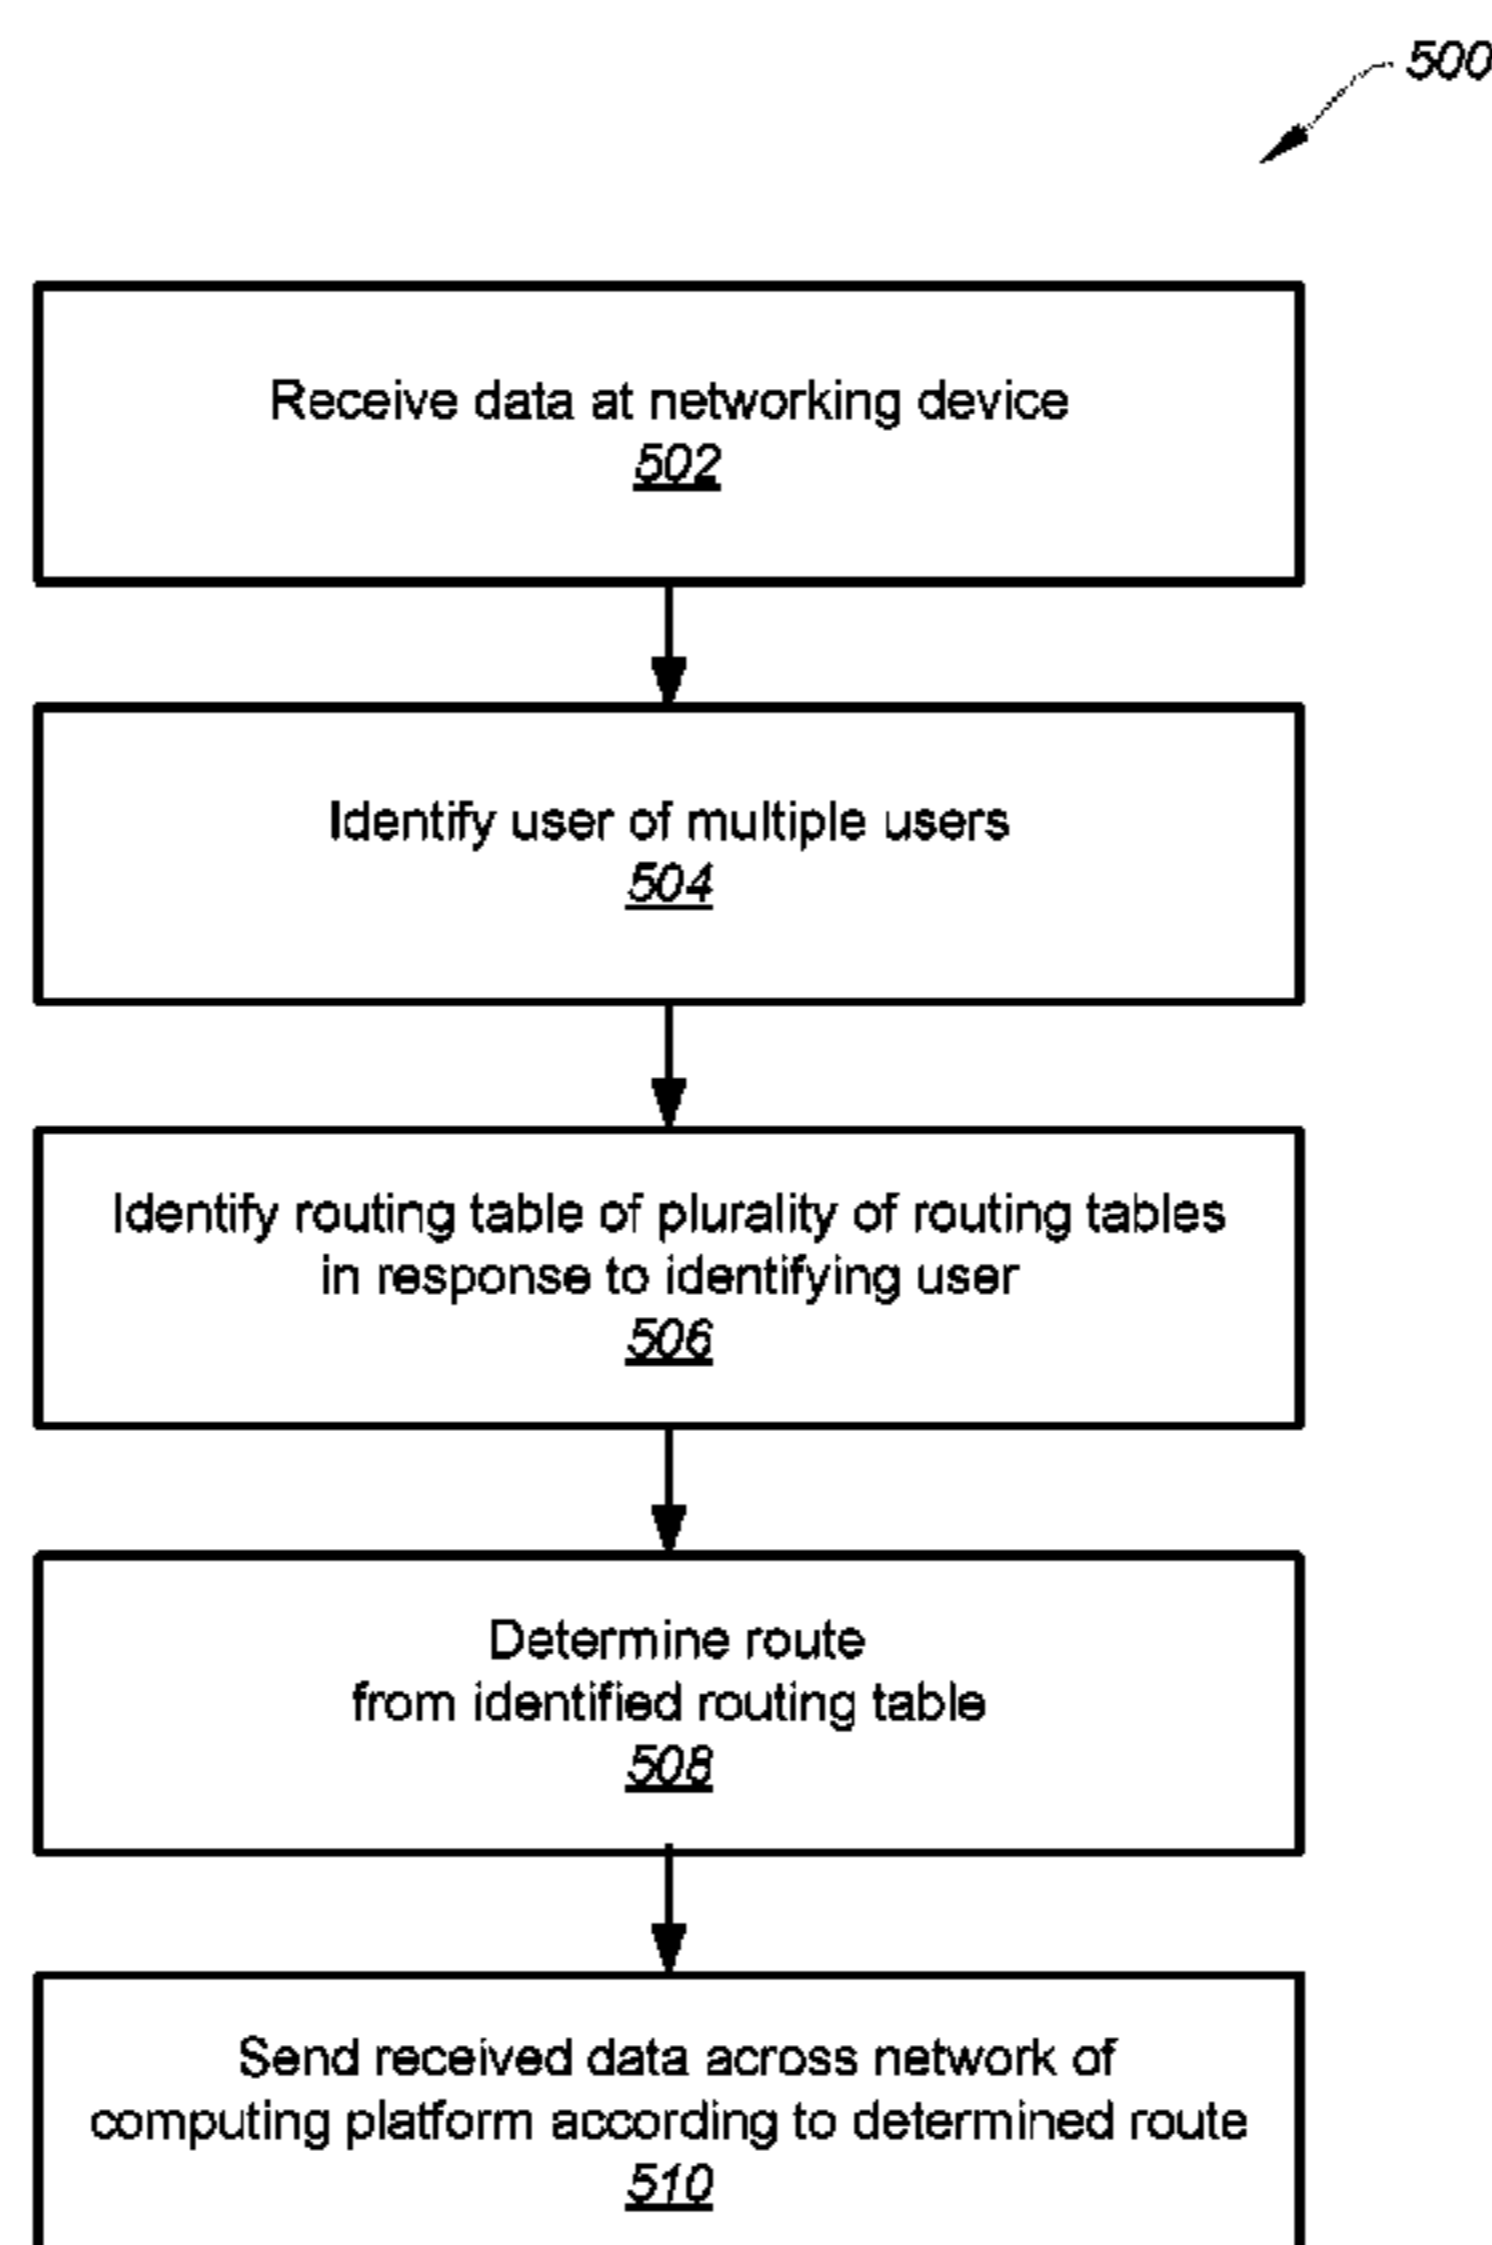 500
Receive data at networking device
502
Identify user of multiple users
504
Identify routing table of plurality of routing tables
in response to identifying user
506
Determine route
from identified routing table
508
Send received data across network of
computing platform according to determined route
510